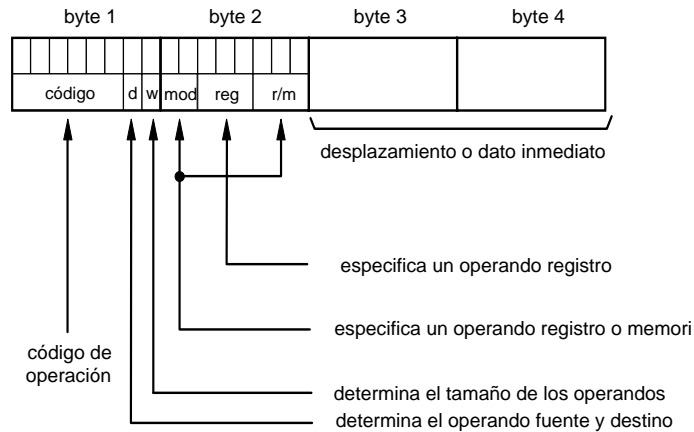 byte 1 byte 2 byte 3 byte 4
código d w mod reg r/m
desplazamiento o dato inmediato
especifica un operando registro
especifica un operando registro o memori
código de
operación
determina el tamaño de los operandos
determina el operando fuente y destino